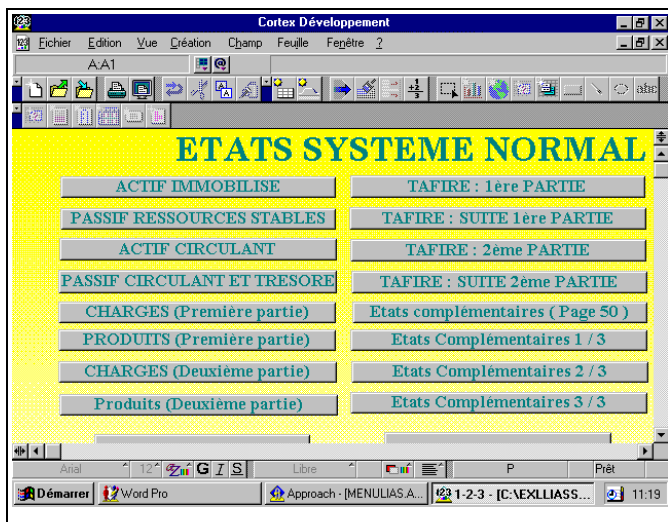 Cortex Développement
Fichier Edition Vue Création Champ Feuille Fenêtre ?
A:A1
abc
ETATS SYSTEME NORMAL
ACTIF IMMOBILISE
TAFIRE : 1ère PARTIE
PASSIF RESSOURCES STABLES
TAFIRE : SUITE 1ère PARTIE
ACTIF CIRCULANT
TAFIRE : 2ème PARTIE
PASSIF CIRCULANT ET TRESORE
TAFIRE : SUITE 2ème PARTIE
CHARGES (Première partie)
Etats complémentaires ( Page 50 )
PRODUITS (Première partie)
Etats Complémentaires 1 / 3
CHARGES (Deuxième partie)
Etats Complémentaires 2 / 3
Produits (Deuxième partie)
Etats Complémentaires 3 / 3
Arial 12 G I S Libre P Prêt
Démarrer Word Pro Approach - [MENULIAS.A... 1-2-3 - [C:\EXLLIASS... 11:19